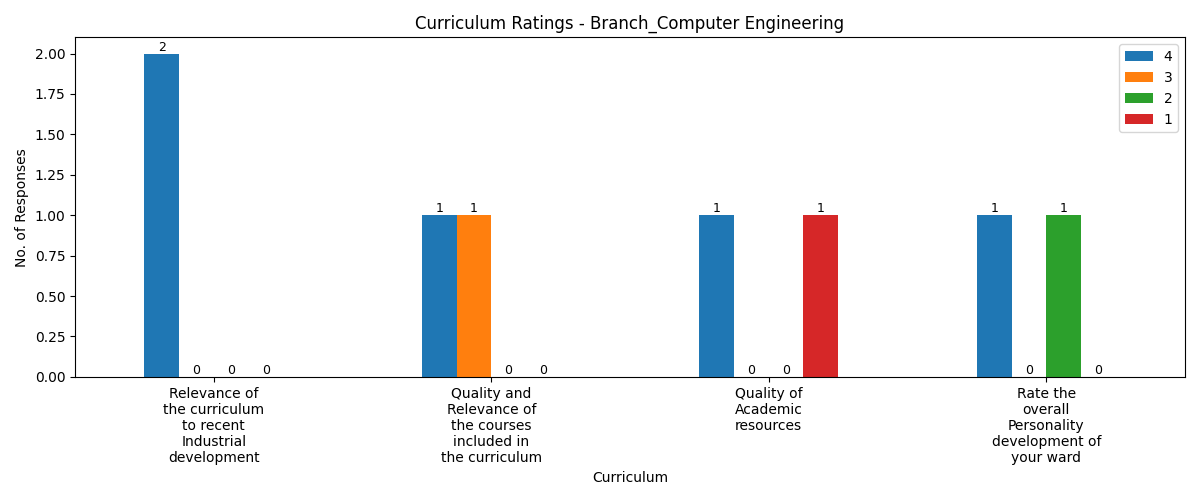 Curriculum Ratings - Branch_Computer Engineering
No. of Responses
2.00
1.75
1.50
1.25
1.00
0.75
0.50
0.25
0.00
2
0
0
0
1
1
0
0
1
0
0
1
1
0
1
0
4
3
2
1
Relevance of
the curriculum
to recent
Industrial
development
Quality and
Relevance of
the courses
included in
the curriculum
Quality of
Academic
resources
Rate the
overall
Personality
development of
your ward
Curriculum